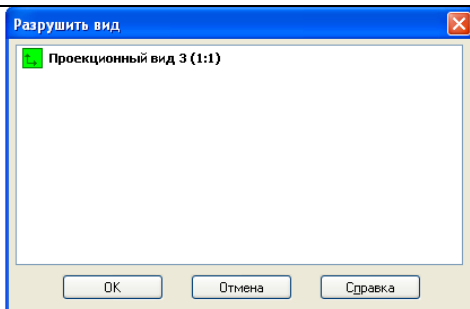 Разрушить вид
Проекционный вид 3 (1:1)
OK Отмена Справка